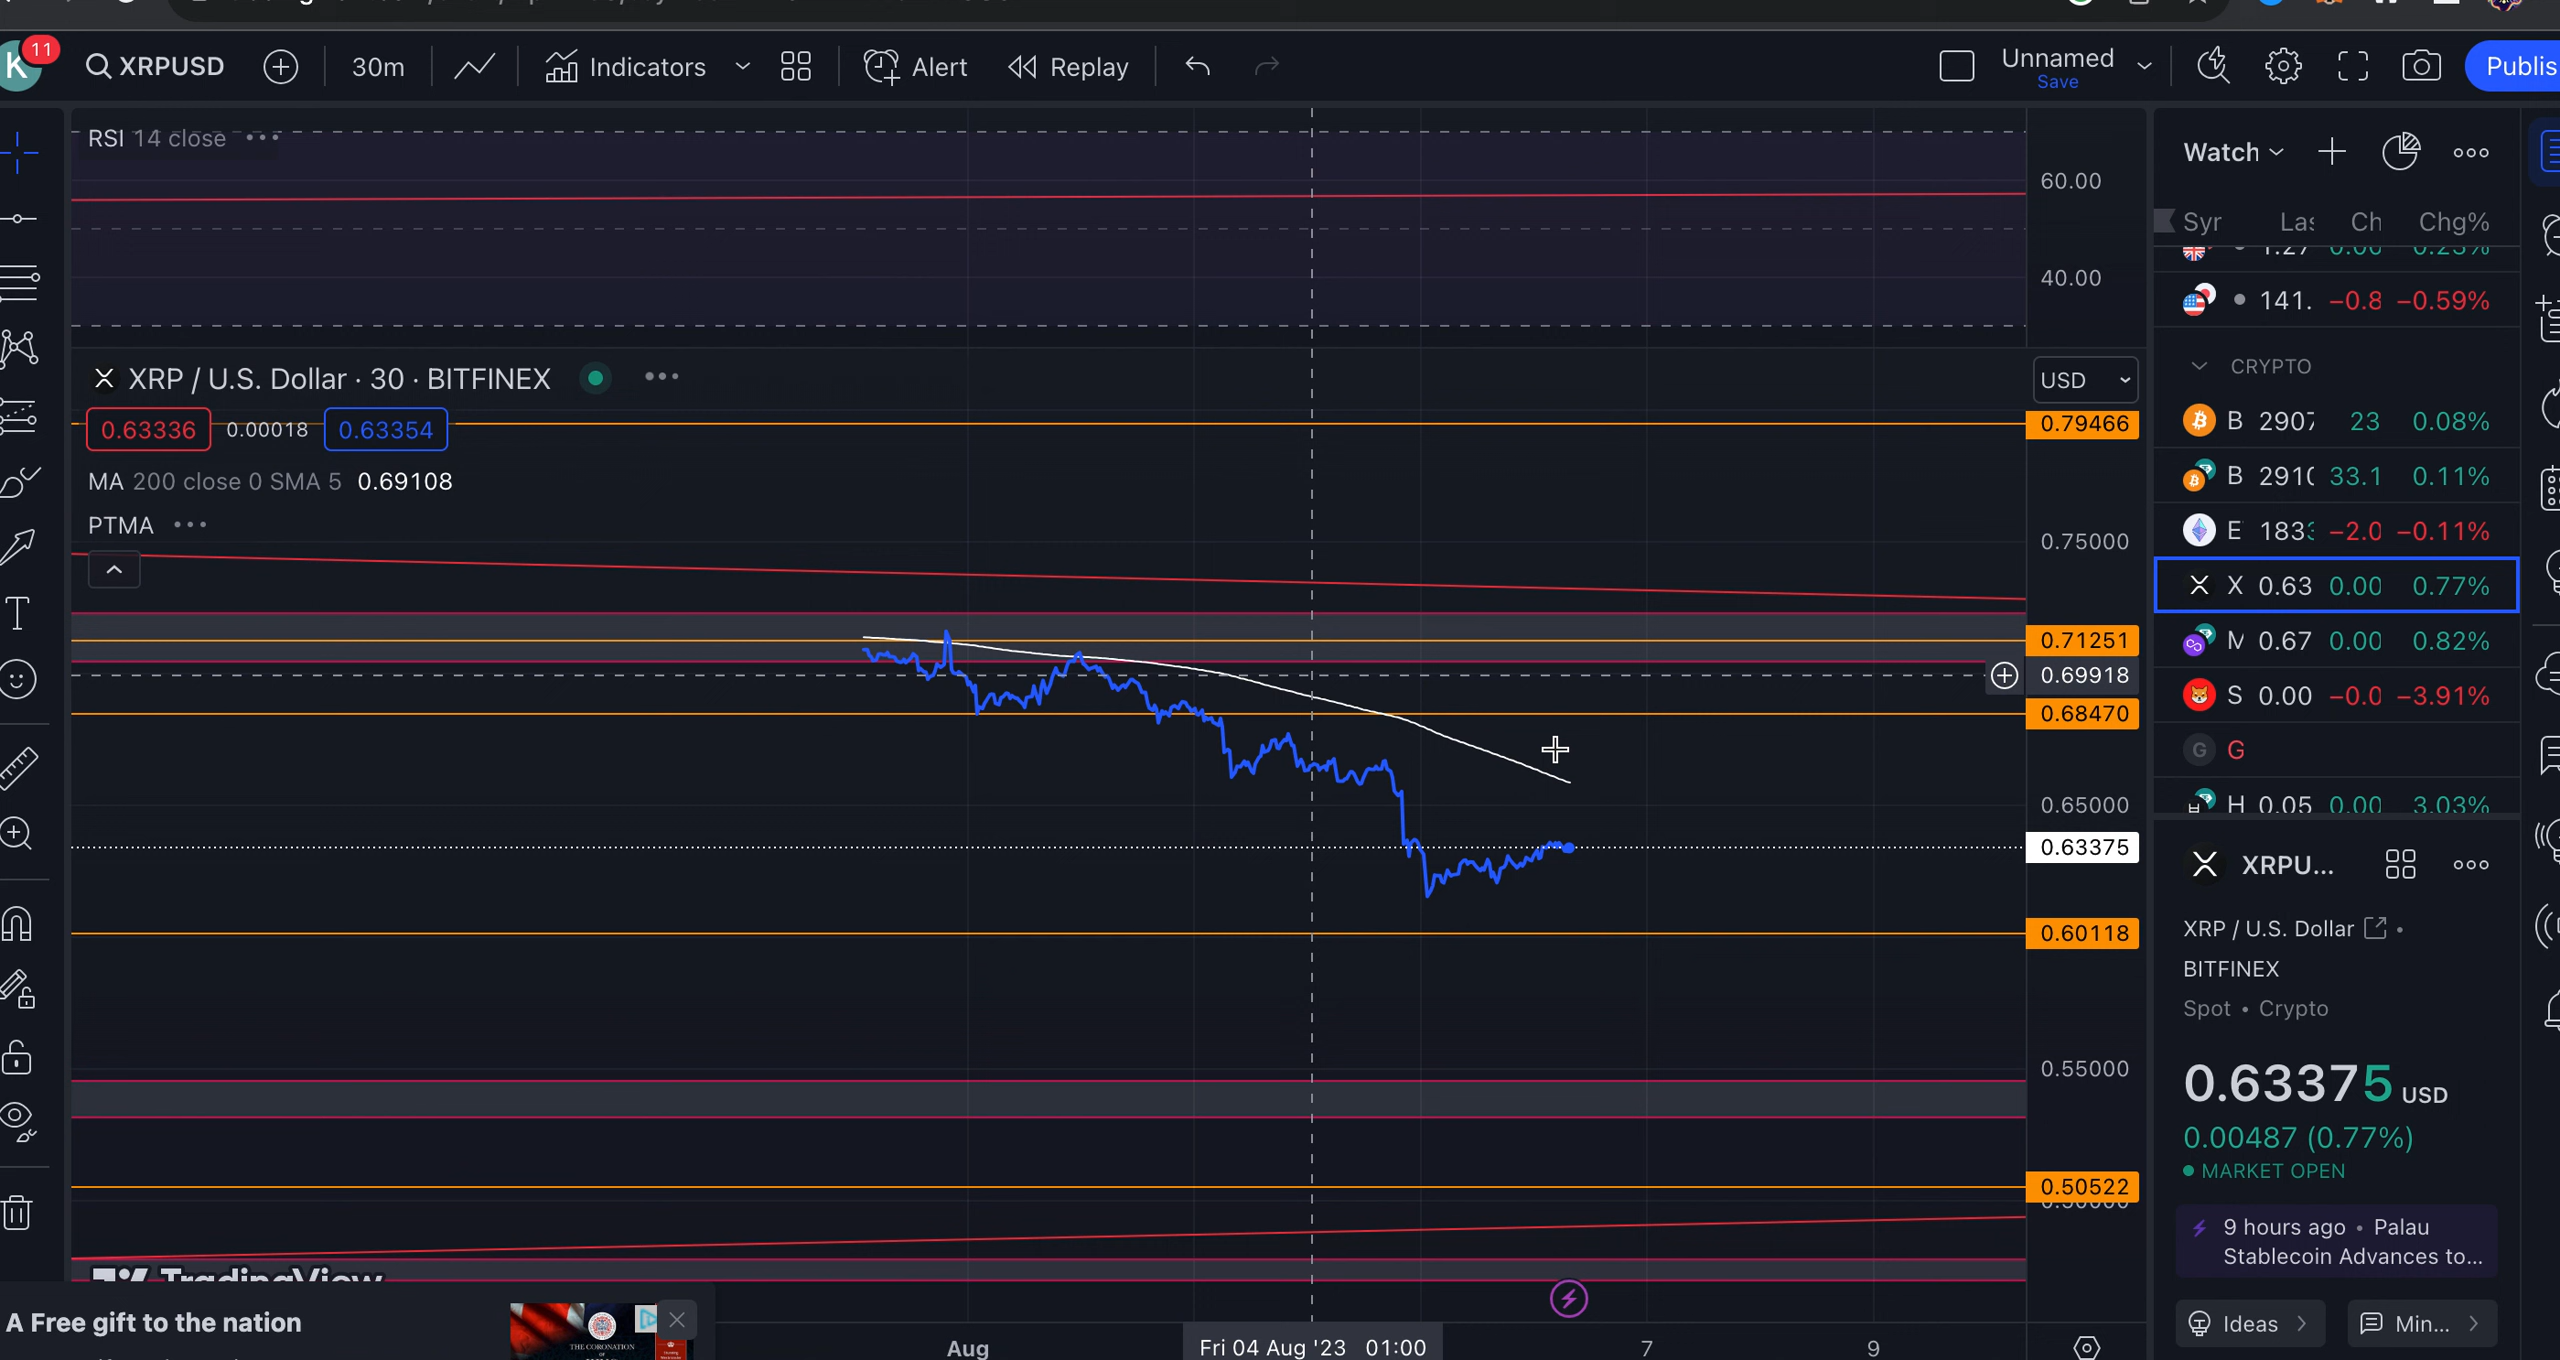 K 11 XRPUSD 30m Indicators Alert Replay Unnamed
Save
Publis
RSI 14 close
60.00
40.00
XRP / U.S. Dollar · 30 · BITFINEX
USD
0.63336 0.00018 0.63354
0.79466
MA 200 close 0 SMA 5 0.69108
PTMA
0.75000
0.71251
0.69918
0.68470
0.65000
0.63375
0.60118
0.55000
0.50522
TradingView
A Free gift to the nation
THE CORONATION
Aug
Fri 04 Aug '23 01:00
7
9
Watch
Syr Las Ch Chg%
141. −0.8 −0.59%
CRYPTO
B 2907 23 0.08%
B 2910 33.1 0.11%
E 1833 −2.0 −0.11%
X 0.63 0.00 0.77%
M 0.67 0.00 0.82%
S 0.00 −0.0 −3.91%
G G
H 0.05 0.00 3.03%
XRPU...
XRP / U.S. Dollar •
BITFINEX
Spot • Crypto
0.63375 USD
0.00487 (0.77%)
MARKET OPEN
9 hours ago • Palau
Stablecoin Advances to...
Ideas
Min...